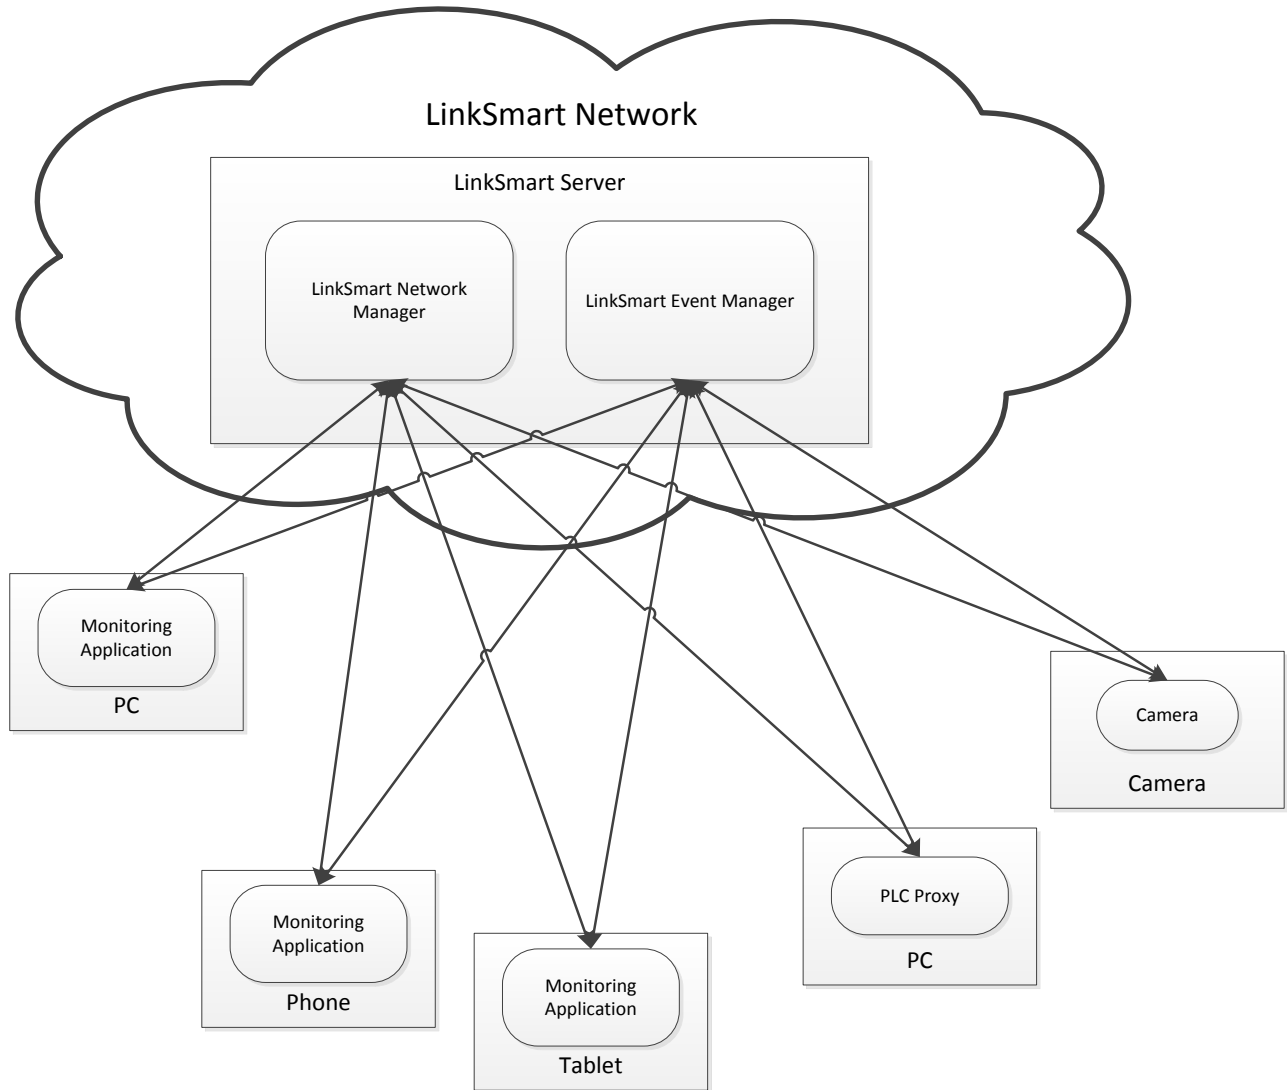 LinkSmart Network
LinkSmart Server
LinkSmart Network
Manager
LinkSmart Event Manager
Monitoring
Application
PC
Camera
Camera
Monitoring
Application
Phone
Monitoring
Application
Tablet
PLC Proxy
PC